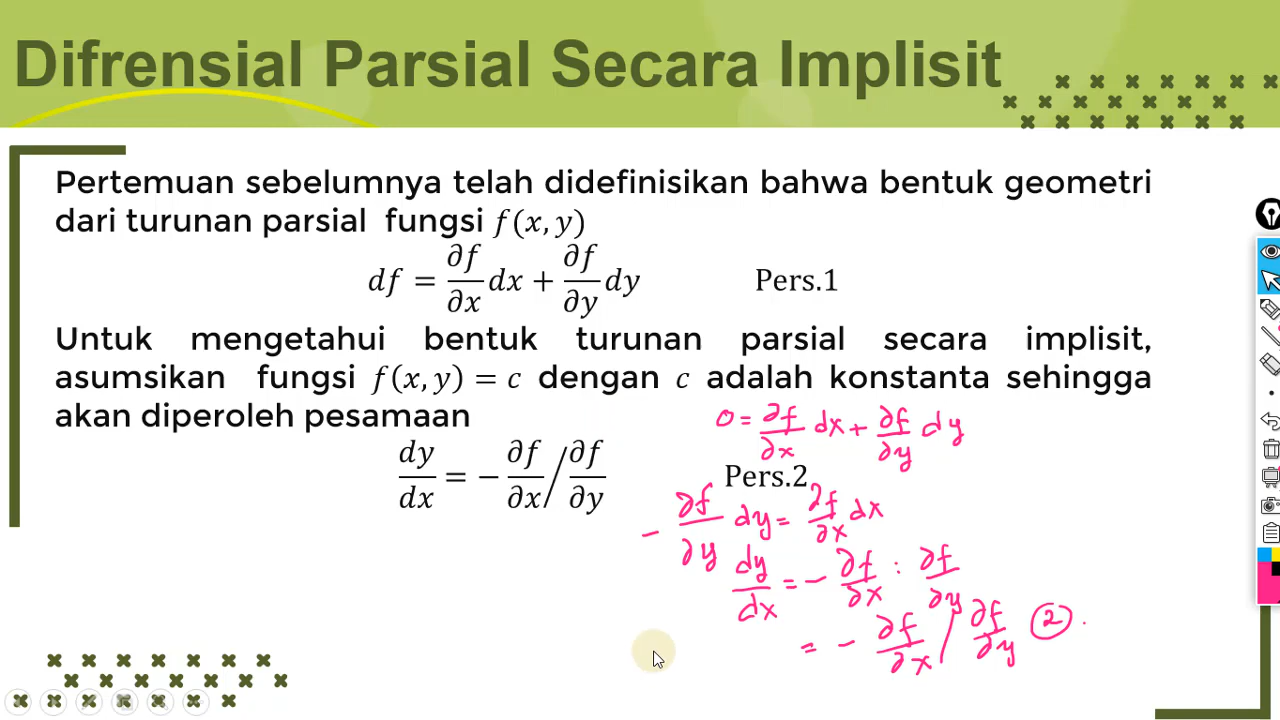 Difrensial Parsial Secara Implisit
Pertemuan sebelumnya telah didefinisikan bahwa bentuk geometri
dari turunan parsial fungsi f(x, y)
df = ∂f/∂x dx + ∂f/∂y dy Pers.1
Untuk mengetahui bentuk turunan parsial secara implisit,
asumsikan fungsi f(x, y) = c dengan c adalah konstanta sehingga
akan diperoleh pesamaan
0 = ∂f/∂x dx + ∂f/∂y dy
dy/dx = − ∂f/∂x / ∂f/∂y Pers.2
− ∂f/∂y dy = ∂f/∂x dx
dy/dx = − ∂f/∂x : ∂f/∂y
= − ∂f/∂x / ∂f/∂y ②.